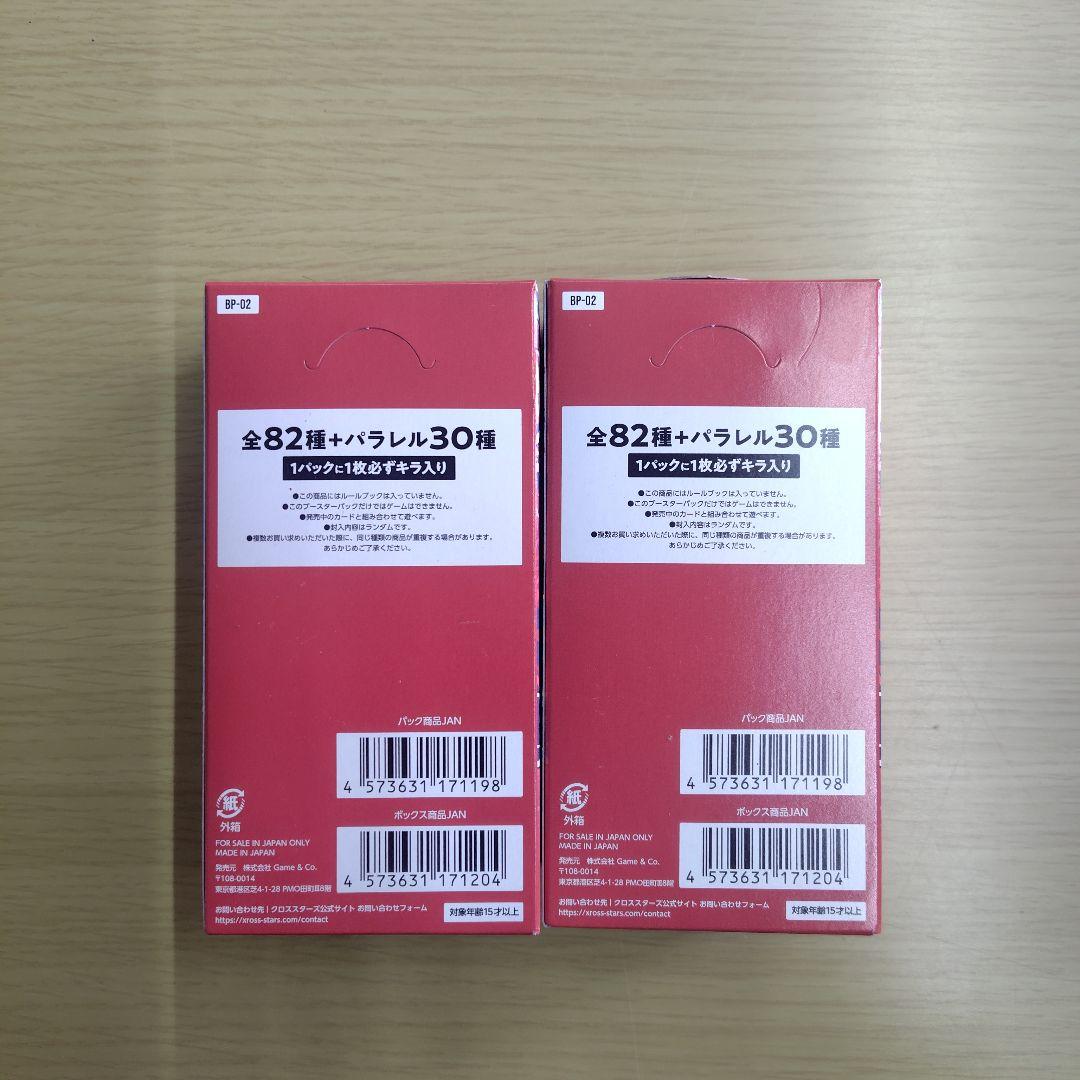 BP-02
全82種+パラレル30種
1パックに1枚必ずキラ入り
●この商品にはルールブックは入っていません。
●このブースターパックだけではゲームはできません。
●発売中のカードと組み合わせて遊べます。
●封入内容はランダムです。
●複数お買い求めいただいた際に、同じ種類の商品が重複する場合があります。
あらかじめご了承ください。
パック商品JAN
4 573631 171198
ボックス商品JAN
4 573631 171204
紙
外箱
FOR SALE IN JAPAN ONLY
MADE IN JAPAN
発売元 株式会社 Game & Co.
〒108-0014
東京都港区芝4-1-28 PMO田町Ⅲ8階
お問い合わせ先｜クロススターズ公式サイト お問い合わせフォーム
https://xross-stars.com/contact
対象年齢15才以上
BP-02
全82種+パラレル30種
1パックに1枚必ずキラ入り
●この商品にはルールブックは入っていません。
●このブースターパックだけではゲームはできません。
●発売中のカードと組み合わせて遊べます。
●封入内容はランダムです。
●複数お買い求めいただいた際に、同じ種類の商品が重複する場合があります。
あらかじめご了承ください。
パック商品JAN
4 573631 171198
ボックス商品JAN
4 573631 171204
紙
外箱
FOR SALE IN JAPAN ONLY
MADE IN JAPAN
発売元 株式会社 Game & Co.
〒108-0014
東京都港区芝4-1-28 PMO田町Ⅲ8階
お問い合わせ先｜クロススターズ公式サイト お問い合わせフォーム
https://xross-stars.com/contact
対象年齢15才以上